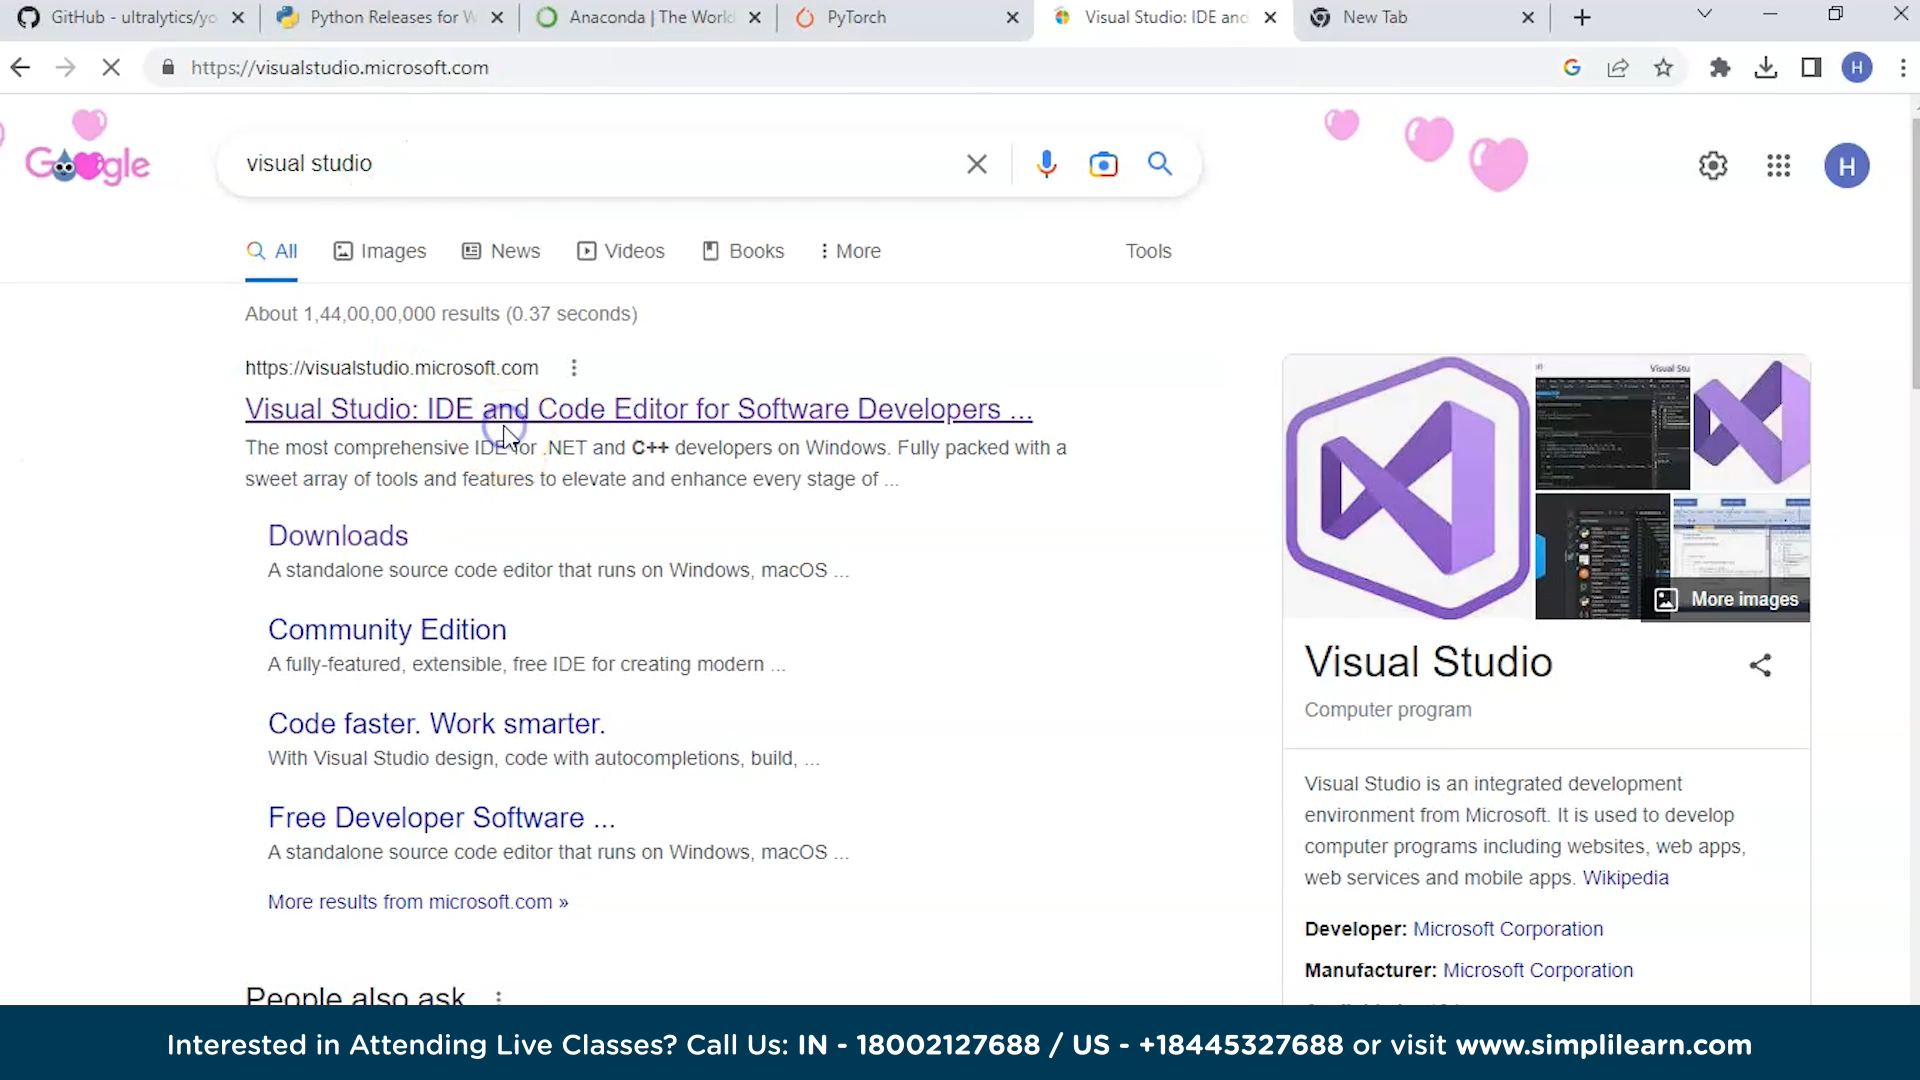 GitHub - ultralytics/yo
Python Releases for W
Anaconda | The World
PyTorch
Visual Studio: IDE and
New Tab
https://visualstudio.microsoft.com
H
Google
visual studio
H
All
Images
News
Videos
Books
More
Tools
About 1,44,00,00,000 results (0.37 seconds)
https://visualstudio.microsoft.com
Visual Studio: IDE and Code Editor for Software Developers ...
The most comprehensive IDE for .NET and C++ developers on Windows. Fully packed with a
sweet array of tools and features to elevate and enhance every stage of ...
Downloads
A standalone source code editor that runs on Windows, macOS ...
Community Edition
A fully-featured, extensible, free IDE for creating modern ...
Code faster. Work smarter.
With Visual Studio design, code with autocompletions, build, ...
Free Developer Software ...
A standalone source code editor that runs on Windows, macOS ...
More results from microsoft.com »
People also ask
Visual Stu
More images
Visual Studio
Computer program
Visual Studio is an integrated development
environment from Microsoft. It is used to develop
computer programs including websites, web apps,
web services and mobile apps. Wikipedia
Developer: Microsoft Corporation
Manufacturer: Microsoft Corporation
Interested in Attending Live Classes? Call Us: IN - 18002127688 / US - +18445327688 or visit www.simplilearn.com